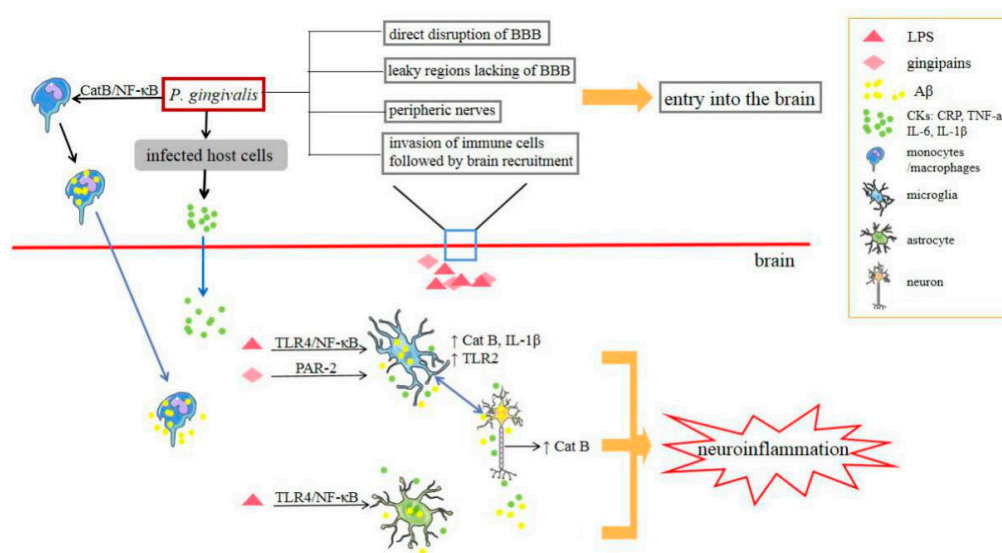 direct disruption of BBB
leaky regions lacking of BBB
peripheric nerves
invasion of immune cells
followed by brain recruitment
entry into the brain
CatB/NF-κB
P. gingivalis
infected host cells
brain
TLR4/NF-κB
PAR-2
↑ Cat B, IL-1β
↑ TLR2
↑ Cat B
TLR4/NF-κB
neuroinflammation
LPS
gingipains
Aβ
CKs: CRP, TNF-a
IL-6, IL-1β
monocytes
/macrophages
microglia
astrocyte
neuron